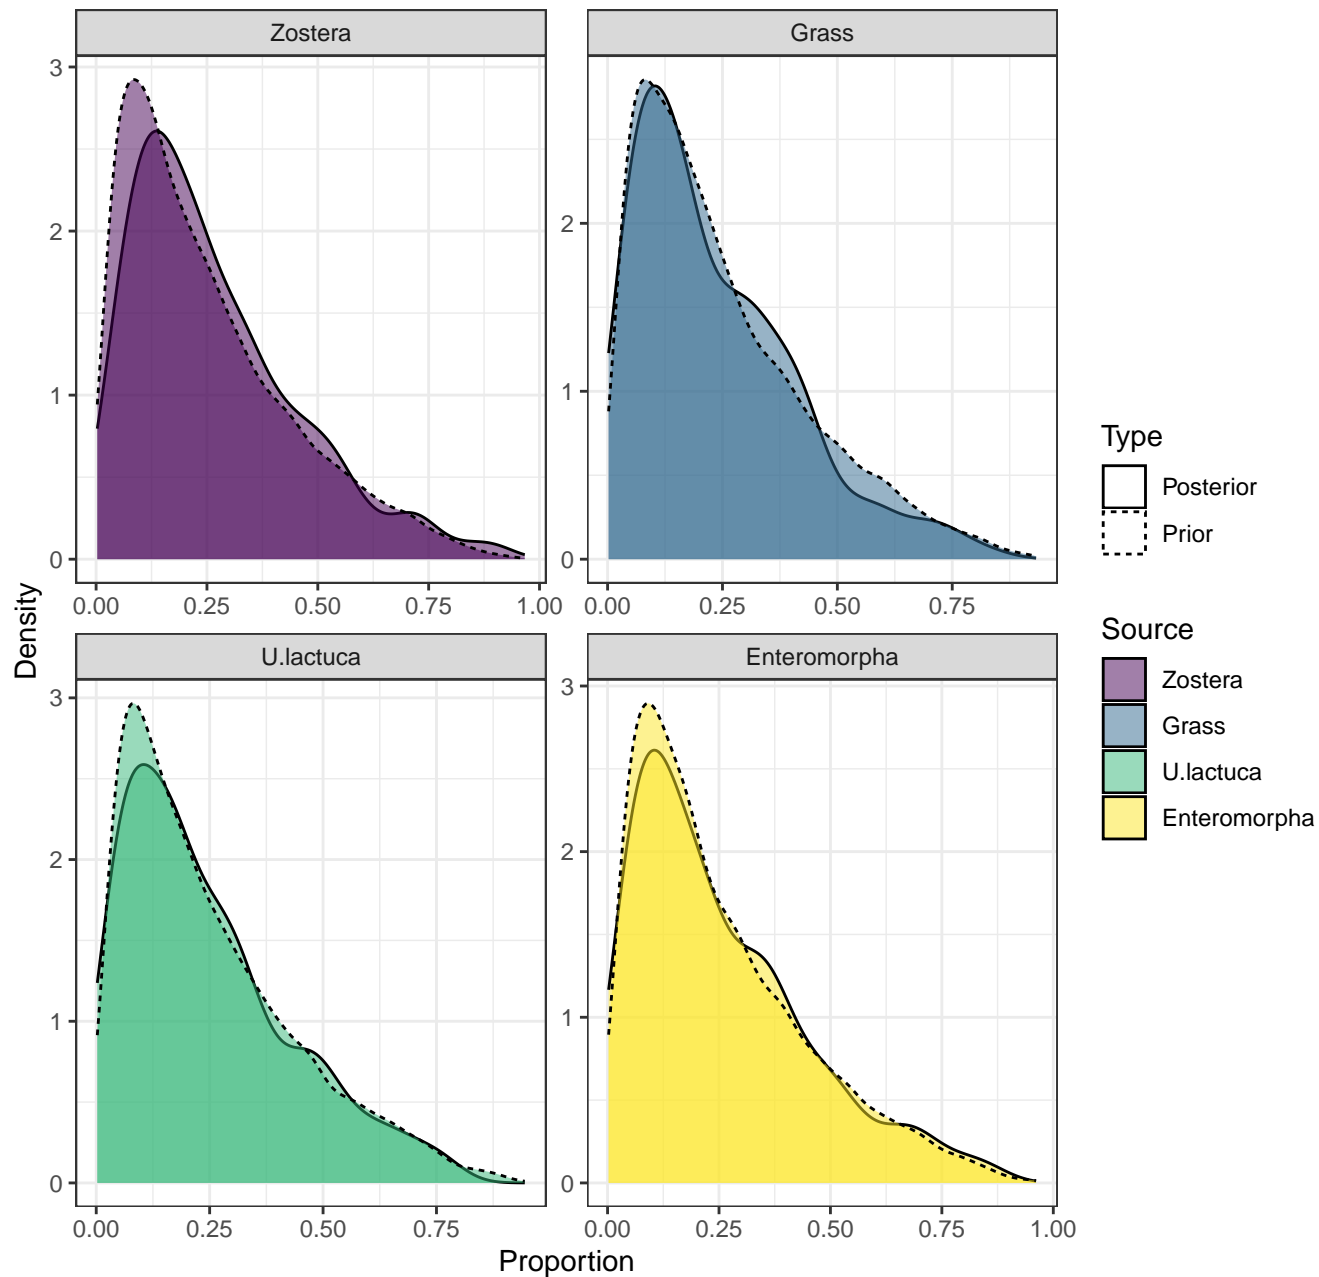 Zostera
Grass
3
2
1
0
2
1
0
0.00 0.25 0.50 0.75 1.00
0.00 0.25 0.50 0.75
Density
U.lactuca
Enteromorpha
3
2
1
0
3
2
1
0
0.00 0.25 0.50 0.75
0.00 0.25 0.50 0.75 1.00
Proportion
Type
Posterior
Prior
Source
Zostera
Grass
U.lactuca
Enteromorpha